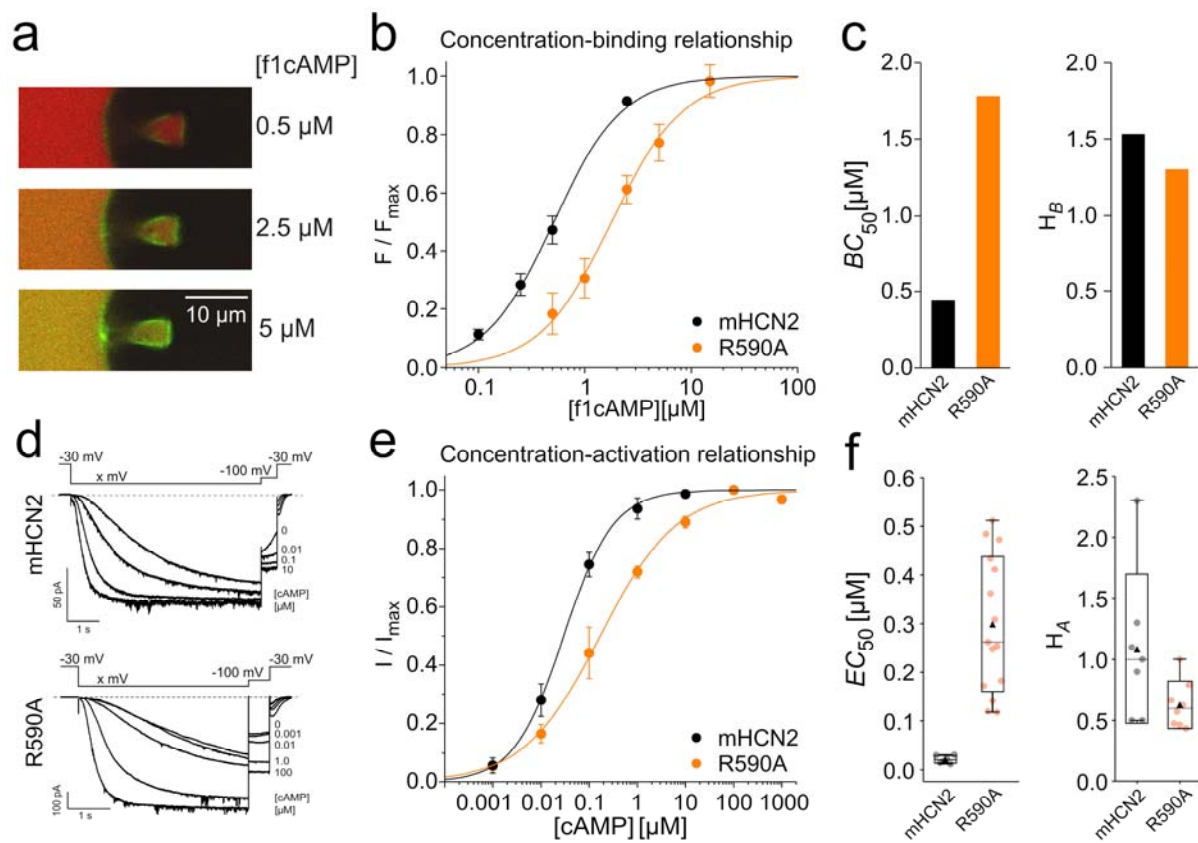 a
[f1cAMP]
0.5 µM
2.5 µM
5 µM
10 µm
b
Concentration-binding relationship
F / Fmax
1.0
0.8
0.6
0.4
0.2
0.0
0.1
1
10
100
mHCN2
R590A
[f1cAMP][µM]
c
BC50[µM]
2.0
1.5
1.0
0.5
0.0
mHCN2
R590A
HB
2.0
1.5
1.0
0.5
0.0
mHCN2
R590A
d
mHCN2
-30 mV
-100 mV
-30 mV
x mV
0
0.01
0.1
10
[cAMP]
[µM]
50 pA
1 s
R590A
-30 mV
-100 mV
-30 mV
x mV
0
0.001
0.01
1.0
100
[cAMP]
[µM]
100 pA
1 s
e
Concentration-activation relationship
I / Imax
1.0
0.8
0.6
0.4
0.2
0.0
0.001
0.01
0.1
1
10
100
1000
mHCN2
R590A
[cAMP][µM]
f
EC50 [µM]
0.6
0.5
0.4
0.3
0.2
0.1
0.0
mHCN2
R590A
HA
2.5
2.0
1.5
1.0
0.5
0.0
mHCN2
R590A